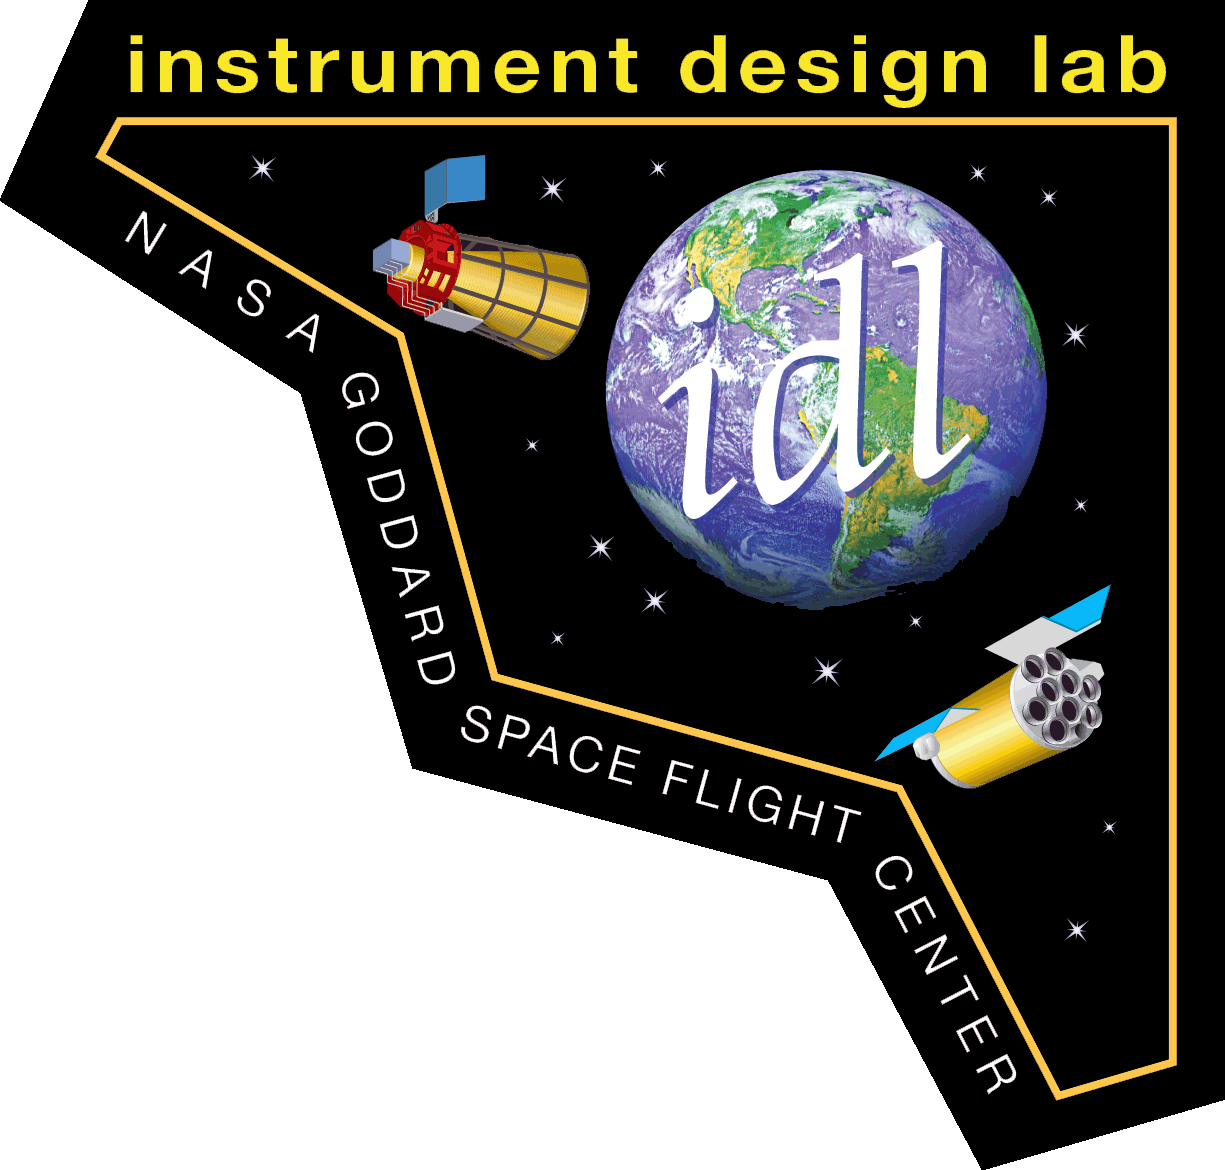 instrument design lab
idl
NASA GODDARD SPACE FLIGHT CENTER